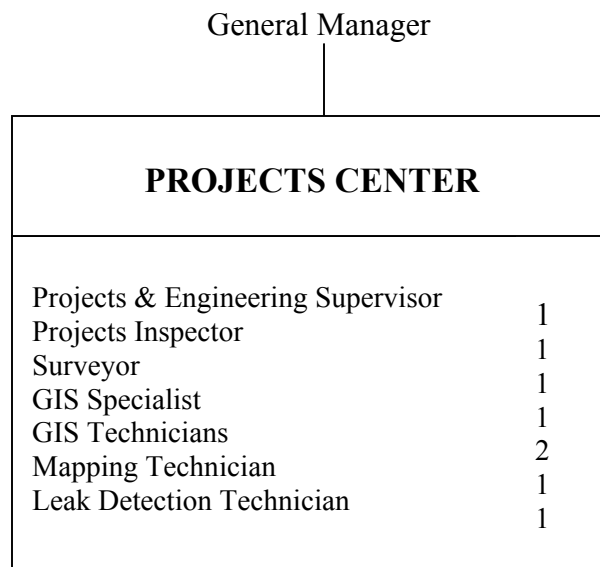 General Manager
PROJECTS CENTER
Projects & Engineering Supervisor 1
Projects Inspector 1
Surveyor 1
GIS Specialist 1
GIS Technicians 2
Mapping Technician 1
Leak Detection Technician 1